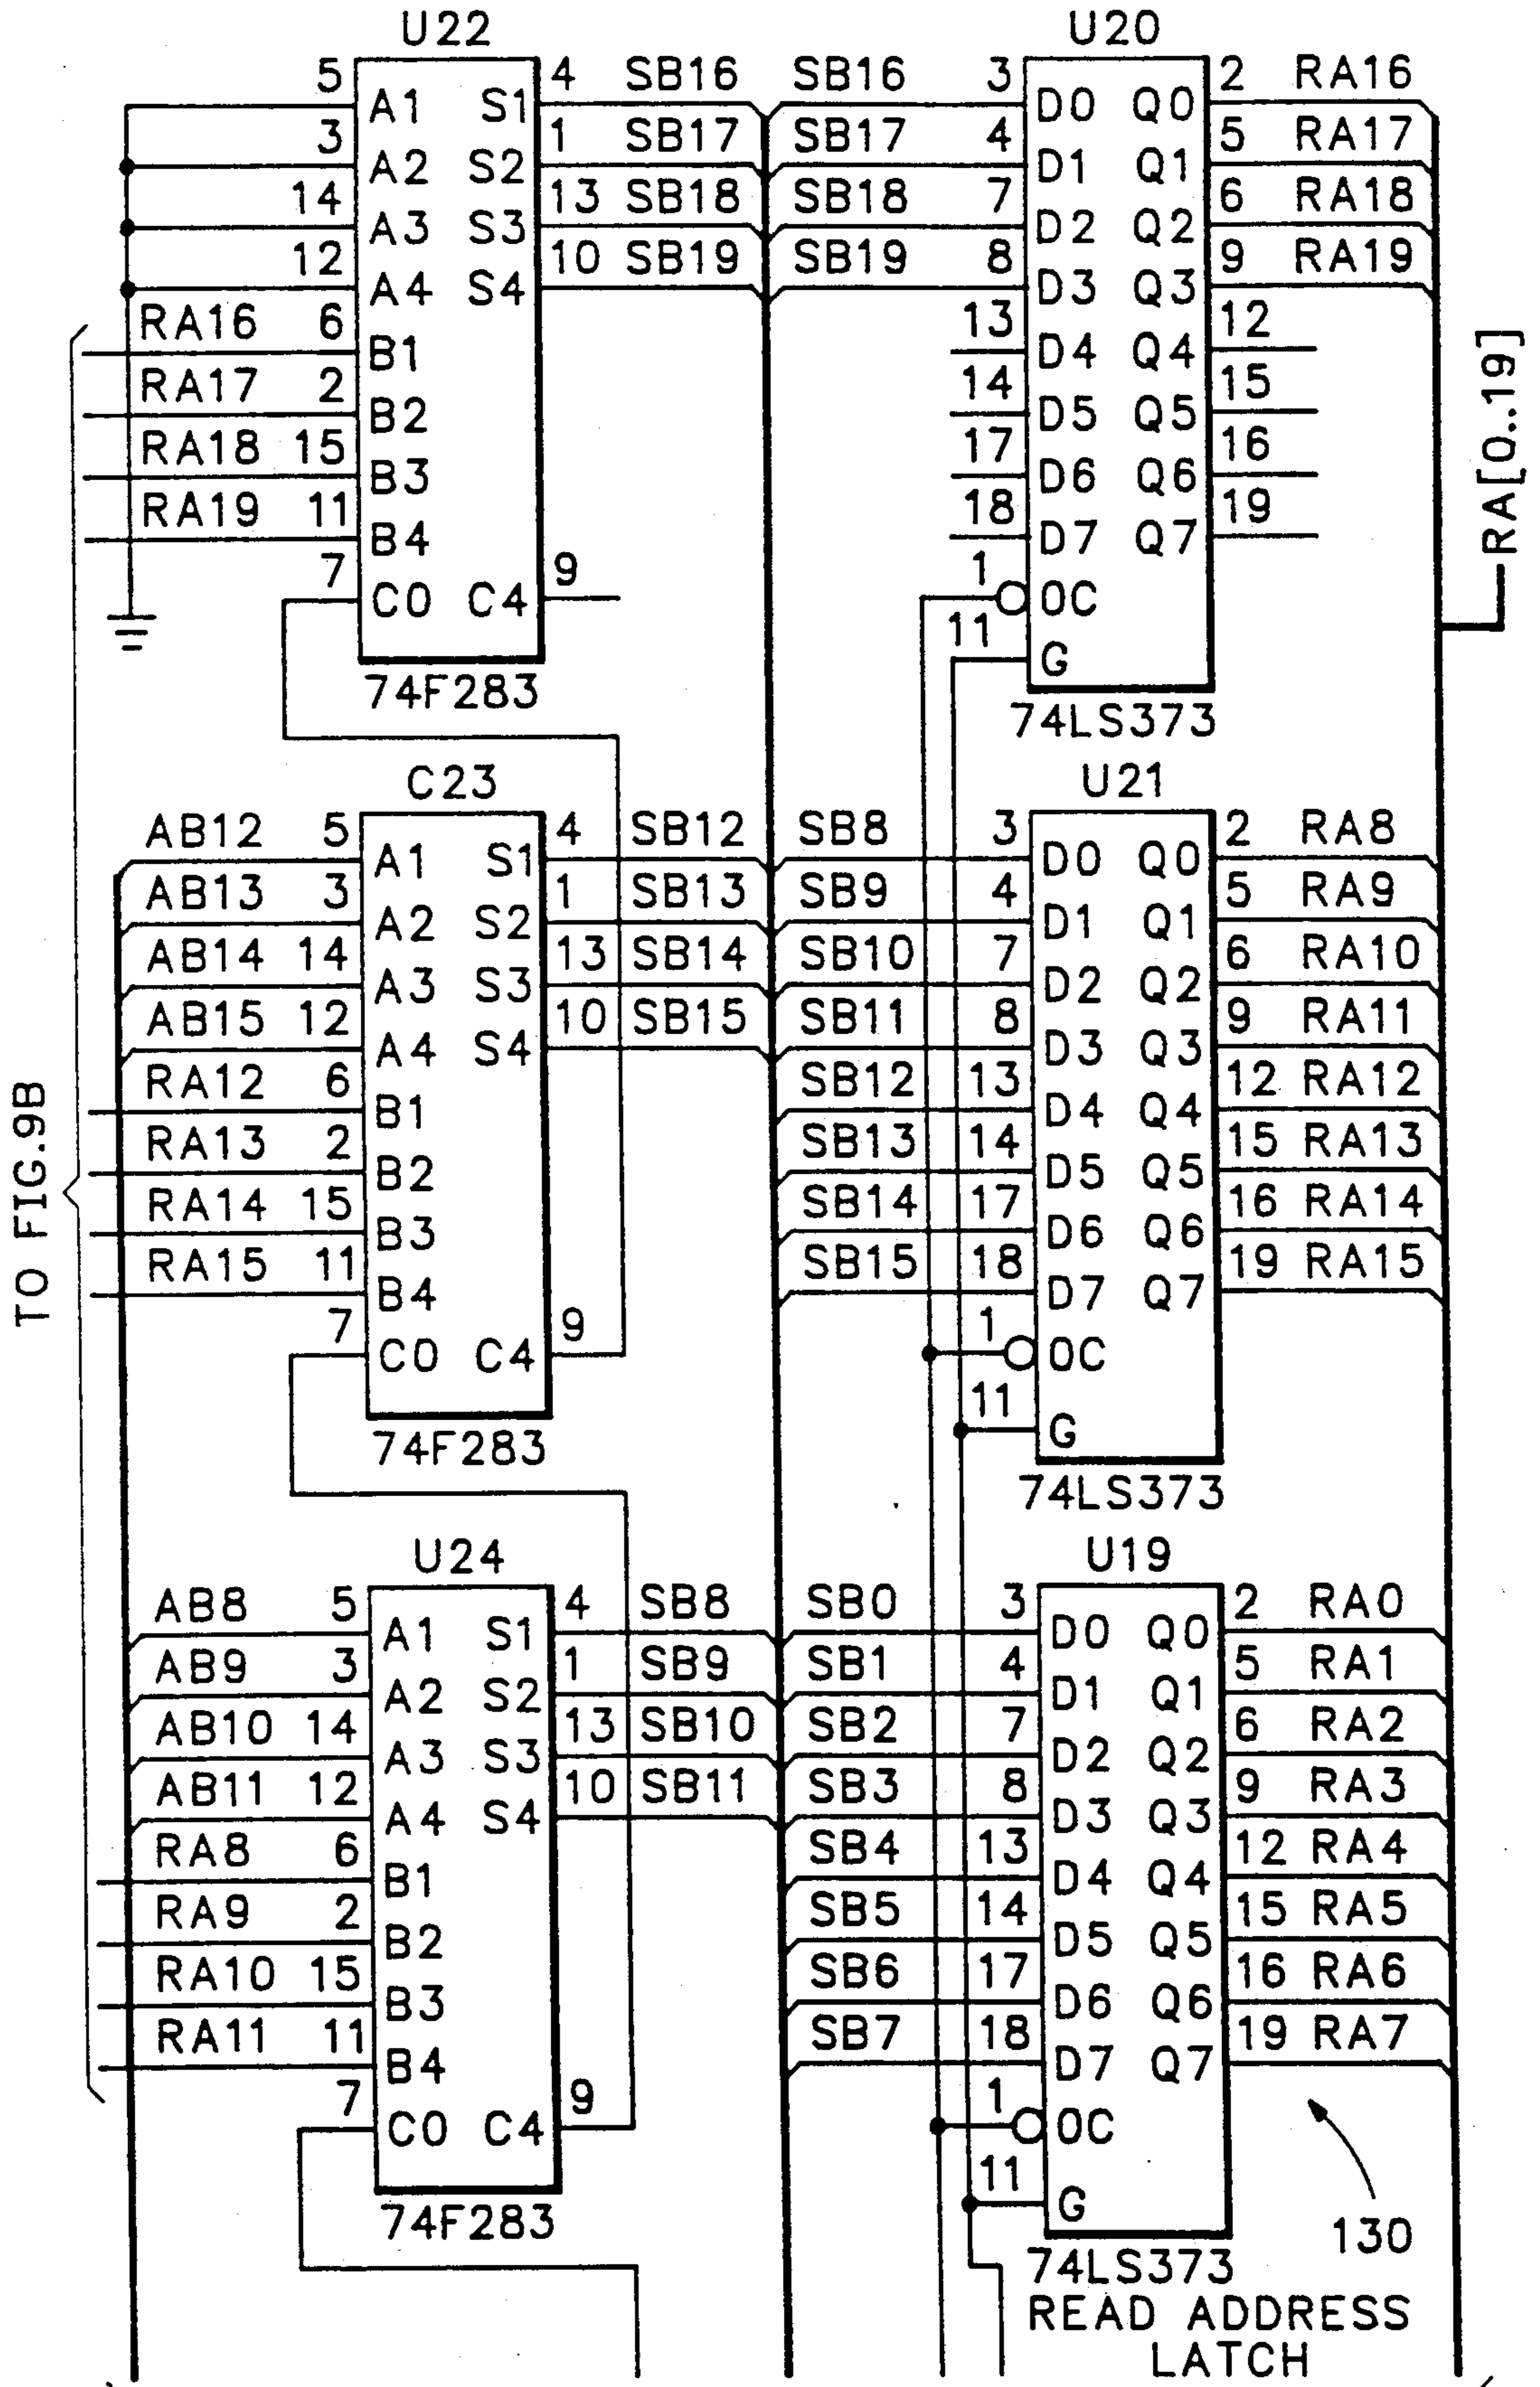 U22 U20
5 4 SB16 SB16 3 2 RA16
A1 S1 D0 Q0
3 1 SB17 SB17 4 5 RA17
A2 S2 D1 Q1
14 13 SB18 SB18 7 6 RA18
A3 S3 D2 Q2
12 10 SB19 SB19 8 9 RA19
A4 S4 D3 Q3
RA16 6 13 12
B1 D4 Q4
RA17 2 14 15
B2 D5 Q5
RA18 15 17 16
B3 D6 Q6
RA19 11 18 19
B4 D7 Q7
7 9 1
C0 C4 OC
11
G
74F283 74LS373
RA[0..19]
C23 U21
AB12 5 4 SB12 SB8 3 2 RA8
A1 S1 D0 Q0
AB13 3 1 SB13 SB9 4 5 RA9
A2 S2 D1 Q1
AB14 14 13 SB14 SB10 7 6 RA10
A3 S3 D2 Q2
AB15 12 10 SB15 SB11 8 9 RA11
A4 S4 D3 Q3
RA12 6 SB12 13 12 RA12
B1 D4 Q4
RA13 2 SB13 14 15 RA13
B2 D5 Q5
RA14 15 SB14 17 16 RA14
B3 D6 Q6
RA15 11 SB15 18 19 RA15
B4 D7 Q7
7 9 1
C0 C4 OC
11
G
74F283 74LS373
TO FIG.9B
U24 U19
AB8 5 4 SB8 SB0 3 2 RA0
A1 S1 D0 Q0
AB9 3 1 SB9 SB1 4 5 RA1
A2 S2 D1 Q1
AB10 14 13 SB10 SB2 7 6 RA2
A3 S3 D2 Q2
AB11 12 10 SB11 SB3 8 9 RA3
A4 S4 D3 Q3
RA8 6 SB4 13 12 RA4
B1 D4 Q4
RA9 2 SB5 14 15 RA5
B2 D5 Q5
RA10 15 SB6 17 16 RA6
B3 D6 Q6
RA11 11 SB7 18 19 RA7
B4 D7 Q7
7 9 1
C0 C4 OC
11
G
74F283 74LS373
130
READ ADDRESS
LATCH